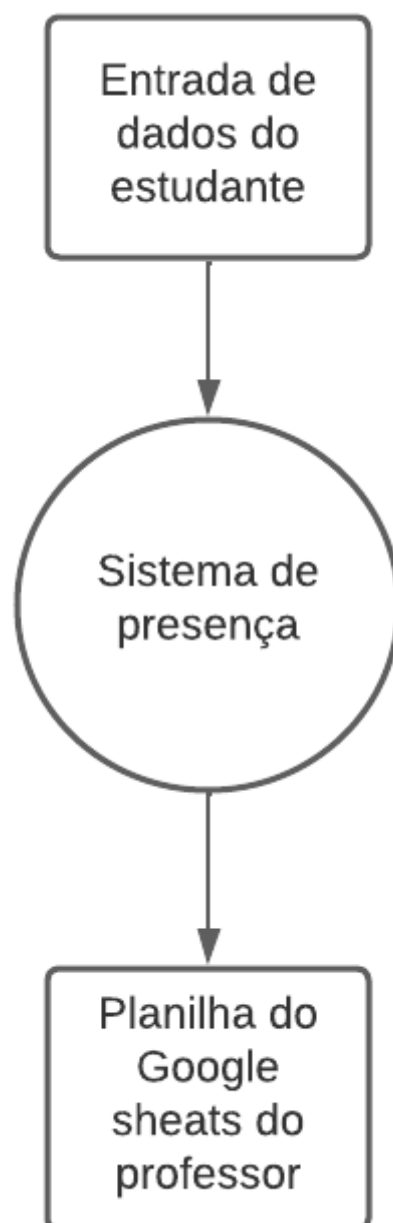 Entrada de
dados do
estudante
Sistema de
presença
Planilha do
Google
sheats do
professor